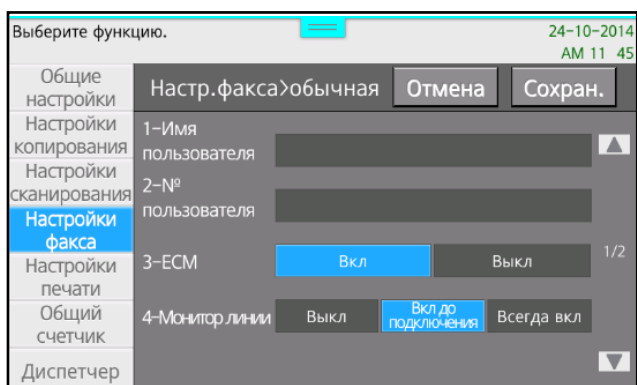 Выберите функцию.
24-10-2014
AM 11 45
Общие
настройки
Настройки
копирования
Настройки
сканирования
Настройки
факса
Настройки
печати
Общий
счетчик
Диспетчер
Настр.факса>обычная
Отмена
Сохран.
1-Имя
пользователя
2-№
пользователя
3-ECM
Вкл
Выкл
1/2
4-Монитор линии
Выкл
Вкл до
подключения
Всегда вкл